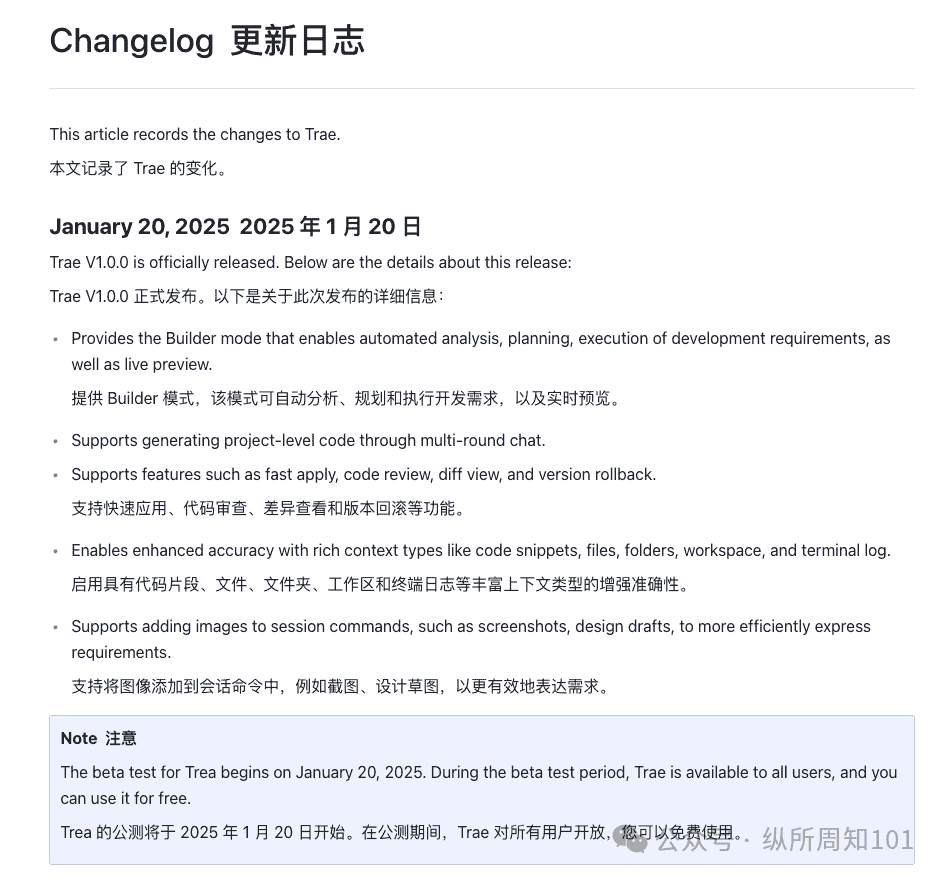 Changelog 更新日志
This article records the changes to Trae.
本文记录了 Trae 的变化。
January 20, 2025 2025 年 1 月 20 日
Trae V1.0.0 is officially released. Below are the details about this release:
Trae V1.0.0 正式发布。以下是关于此次发布的详细信息：
• Provides the Builder mode that enables automated analysis, planning, execution of development requirements, as
well as live preview.
提供 Builder 模式，该模式可自动分析、规划和执行开发需求，以及实时预览。
• Supports generating project-level code through multi-round chat.
• Supports features such as fast apply, code review, diff view, and version rollback.
支持快速应用、代码审查、差异查看和版本回滚等功能。
• Enables enhanced accuracy with rich context types like code snippets, files, folders, workspace, and terminal log.
启用具有代码片段、文件、文件夹、工作区和终端日志等丰富上下文类型的增强准确性。
• Supports adding images to session commands, such as screenshots, design drafts, to more efficiently express
requirements.
支持将图像添加到会话命令中，例如截图、设计草图，以更有效地表达需求。
Note 注意
The beta test for Trea begins on January 20, 2025. During the beta test period, Trae is available to all users, and you
can use it for free.
Trea 的公测将于 2025 年 1 月 20 日开始。在公测期间，Trae 对所有用户开放，您可以免费使用。
公众号 · 纵所周知101